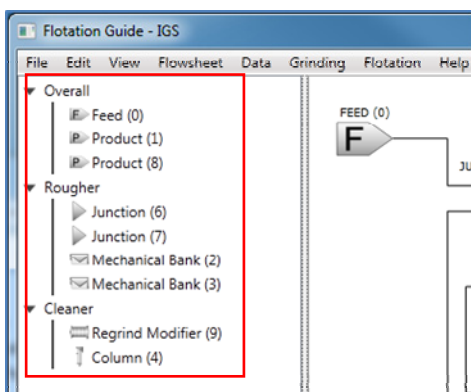 Flotation Guide - IGS
File Edit View Flowsheet Data Grinding Flotation Help
Overall
F Feed (0)
P Product (1)
P Product (8)
Rougher
Junction (6)
Junction (7)
Mechanical Bank (2)
Mechanical Bank (3)
Cleaner
Regrind Modifier (9)
Column (4)
FEED (0)
F
JU